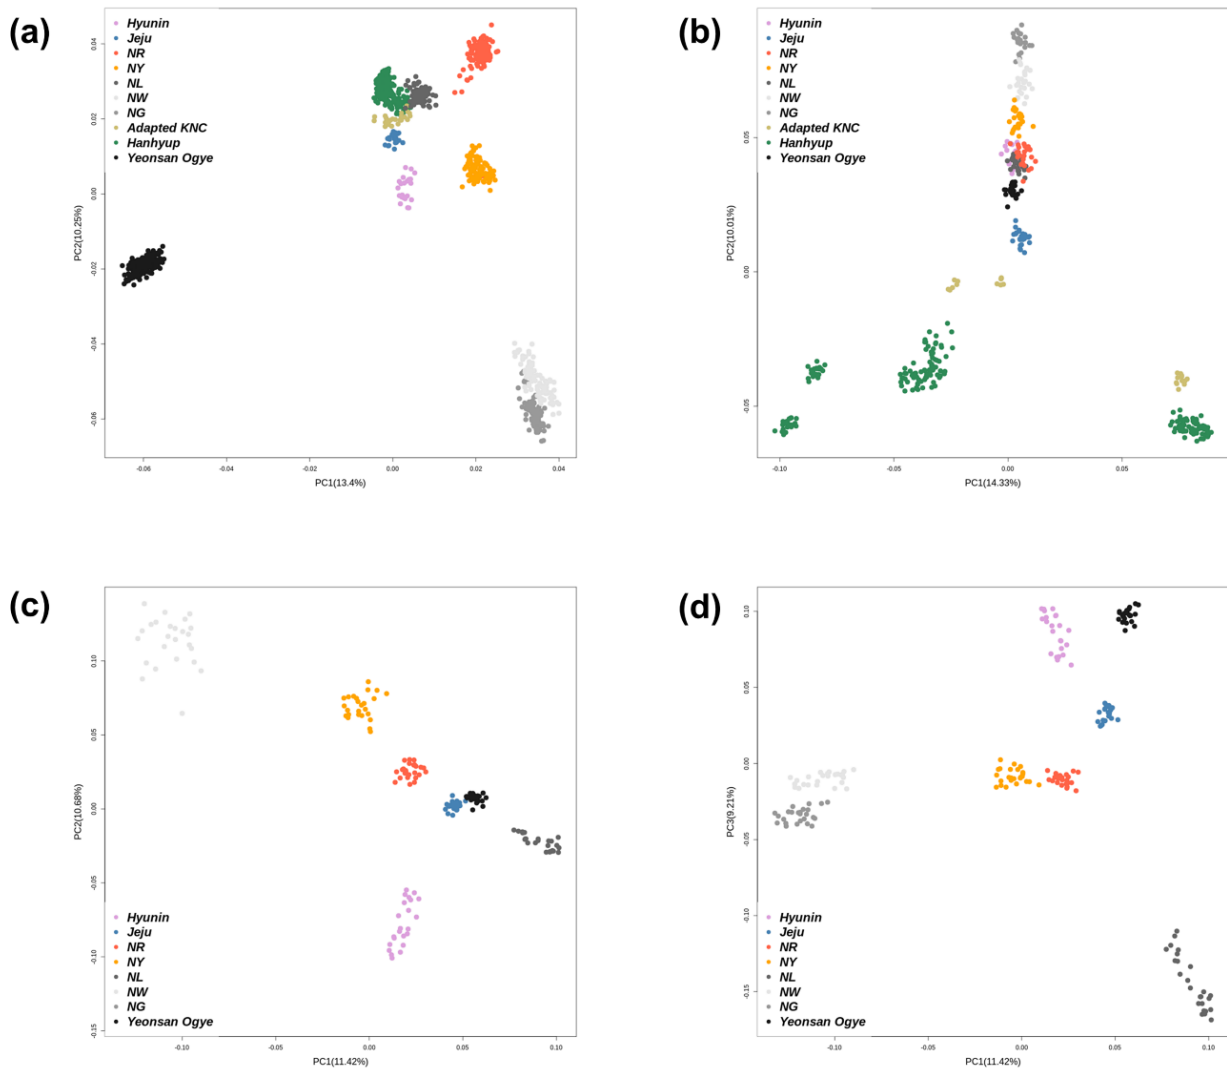 (a)
Hyunin
Jeju
NR
NY
NL
NW
NG
Adapted KNC
Hanhyup
Yeonsan Ogye
0.04
0.02
0.00
-0.02
-0.04
-0.06
PC2(10.25%)
-0.06
-0.04
-0.02
0.00
0.02
0.04
PC1(13.4%)
(b)
Hyunin
Jeju
NR
NY
NL
NW
NG
Adapted KNC
Hanhyup
Yeonsan Ogye
0.05
0.00
-0.05
PC2(10.01%)
-0.10
-0.05
0.00
0.05
PC1(14.33%)
(c)
0.10
0.05
0.00
-0.05
-0.10
-0.15
PC2(10.68%)
Hyunin
Jeju
NR
NY
NL
NW
NG
Yeonsan Ogye
-0.10
-0.05
0.00
0.05
0.10
PC1(11.42%)
(d)
0.10
0.05
0.00
-0.05
-0.10
-0.15
PC3(9.21%)
Hyunin
Jeju
NR
NY
NL
NW
NG
Yeonsan Ogye
-0.10
-0.05
0.00
0.05
0.10
PC1(11.42%)